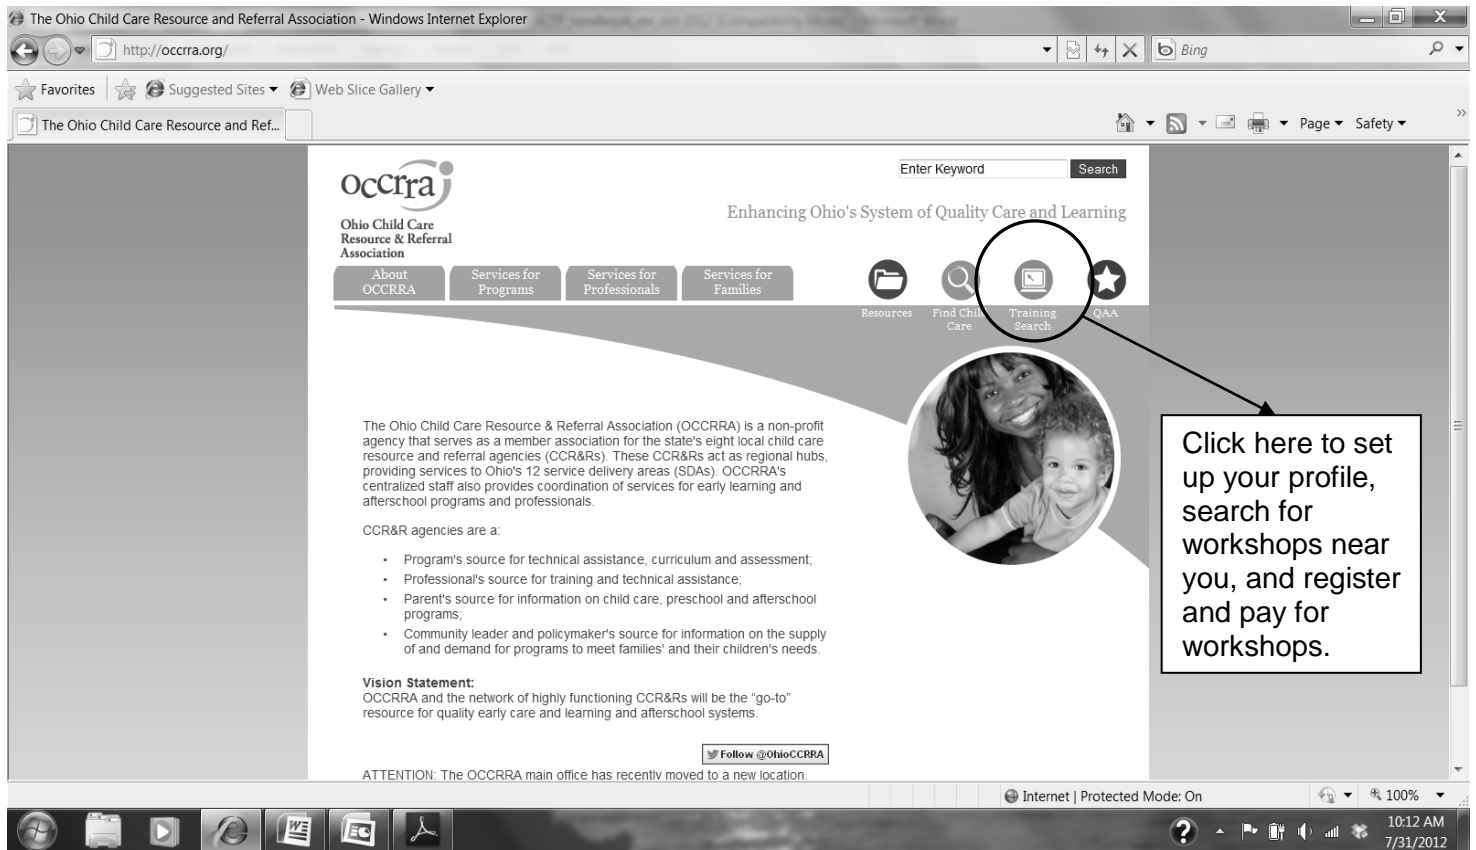 The Ohio Child Care Resource and Referral Association - Windows Internet Explorer
http://occrra.org/
Bing
Favorites
Suggested Sites
Web Slice Gallery
The Ohio Child Care Resource and Ref...
Page
Safety
»
occrra
Ohio Child Care
Resource & Referral
Association
Enter Keyword
Search
Enhancing Ohio's System of Quality Care and Learning
About
OCCRRA
Services for
Programs
Services for
Professionals
Services for
Families
Resources
Find Child
Care
Training
Search
QAA
The Ohio Child Care Resource & Referral Association (OCCRRA) is a non-profit
agency that serves as a member association for the state's eight local child care
resource and referral agencies (CCR&Rs). These CCR&Rs act as regional hubs,
providing services to Ohio's 12 service delivery areas (SDAs). OCCRRA's
centralized staff also provides coordination of services for early learning and
afterschool programs and professionals.
CCR&R agencies are a:
• Program's source for technical assistance, curriculum and assessment;
• Professional's source for training and technical assistance;
• Parent's source for information on child care, preschool and afterschool
programs;
• Community leader and policymaker's source for information on the supply
of and demand for programs to meet families' and their children's needs.
Vision Statement:
OCCRRA and the network of highly functioning CCR&Rs will be the “go-to”
resource for quality early care and learning and afterschool systems.
Follow @OhioCCRRA
ATTENTION: The OCCRRA main office has recently moved to a new location.
Click here to set
up your profile,
search for
workshops near
you, and register
and pay for
workshops.
Internet | Protected Mode: On
100%
10:12 AM
7/31/2012